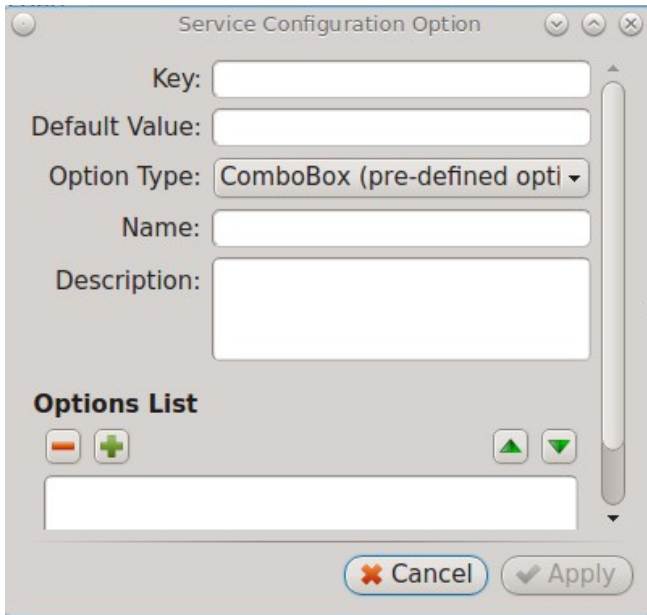 Service Configuration Option
Key:
Default Value:
Option Type: ComboBox (pre-defined opti
Name:
Description:
Options List
Cancel Apply